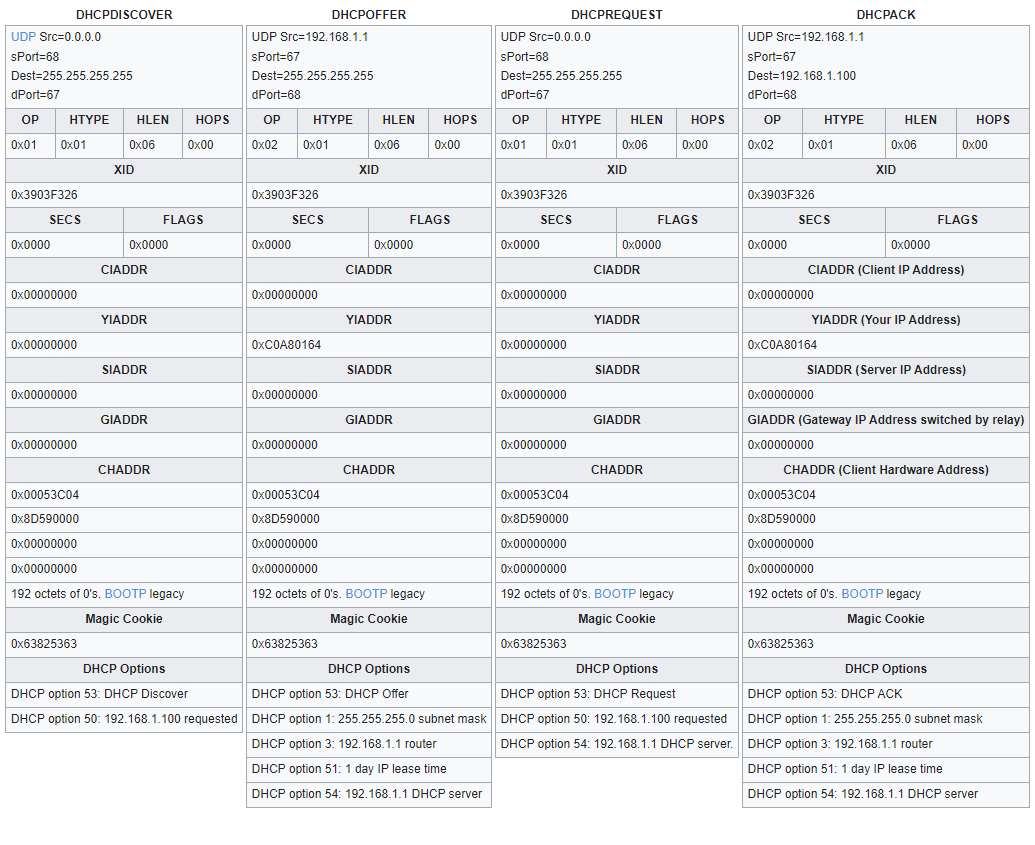 DHCPDISCOVER
UDP Src=0.0.0.0
sPort=68
Dest=255.255.255.255
dPort=67
OP HTYPE HLEN HOPS
0x01 0x01 0x06 0x00
XID
0x3903F326
SECS FLAGS
0x0000 0x0000
CIADDR
0x00000000
YIADDR
0x00000000
SIADDR
0x00000000
GIADDR
0x00000000
CHADDR
0x00053C04
0x8D590000
0x00000000
0x00000000
192 octets of 0's. BOOTP legacy
Magic Cookie
0x63825363
DHCP Options
DHCP option 53: DHCP Discover
DHCP option 50: 192.168.1.100 requested
DHCPOFFER
UDP Src=192.168.1.1
sPort=67
Dest=255.255.255.255
dPort=68
OP HTYPE HLEN HOPS
0x02 0x01 0x06 0x00
XID
0x3903F326
SECS FLAGS
0x0000 0x0000
CIADDR
0x00000000
YIADDR
0xC0A80164
SIADDR
0x00000000
GIADDR
0x00000000
CHADDR
0x00053C04
0x8D590000
0x00000000
0x00000000
192 octets of 0's. BOOTP legacy
Magic Cookie
0x63825363
DHCP Options
DHCP option 53: DHCP Offer
DHCP option 1: 255.255.255.0 subnet mask
DHCP option 3: 192.168.1.1 router
DHCP option 51: 1 day IP lease time
DHCP option 54: 192.168.1.1 DHCP server
DHCPREQUEST
UDP Src=0.0.0.0
sPort=68
Dest=255.255.255.255
dPort=67
OP HTYPE HLEN HOPS
0x01 0x01 0x06 0x00
XID
0x3903F326
SECS FLAGS
0x0000 0x0000
CIADDR
0x00000000
YIADDR
0x00000000
SIADDR
0x00000000
GIADDR
0x00000000
CHADDR
0x00053C04
0x8D590000
0x00000000
0x00000000
192 octets of 0's. BOOTP legacy
Magic Cookie
0x63825363
DHCP Options
DHCP option 53: DHCP Request
DHCP option 50: 192.168.1.100 requested
DHCP option 54: 192.168.1.1 DHCP server.
DHCPACK
UDP Src=192.168.1.1
sPort=67
Dest=192.168.1.100
dPort=68
OP HTYPE HLEN HOPS
0x02 0x01 0x06 0x00
XID
0x3903F326
SECS FLAGS
0x0000 0x0000
CIADDR (Client IP Address)
0x00000000
YIADDR (Your IP Address)
0xC0A80164
SIADDR (Server IP Address)
0x00000000
GIADDR (Gateway IP Address switched by relay)
0x00000000
CHADDR (Client Hardware Address)
0x00053C04
0x8D590000
0x00000000
0x00000000
192 octets of 0's. BOOTP legacy
Magic Cookie
0x63825363
DHCP Options
DHCP option 53: DHCP ACK
DHCP option 1: 255.255.255.0 subnet mask
DHCP option 3: 192.168.1.1 router
DHCP option 51: 1 day IP lease time
DHCP option 54: 192.168.1.1 DHCP server